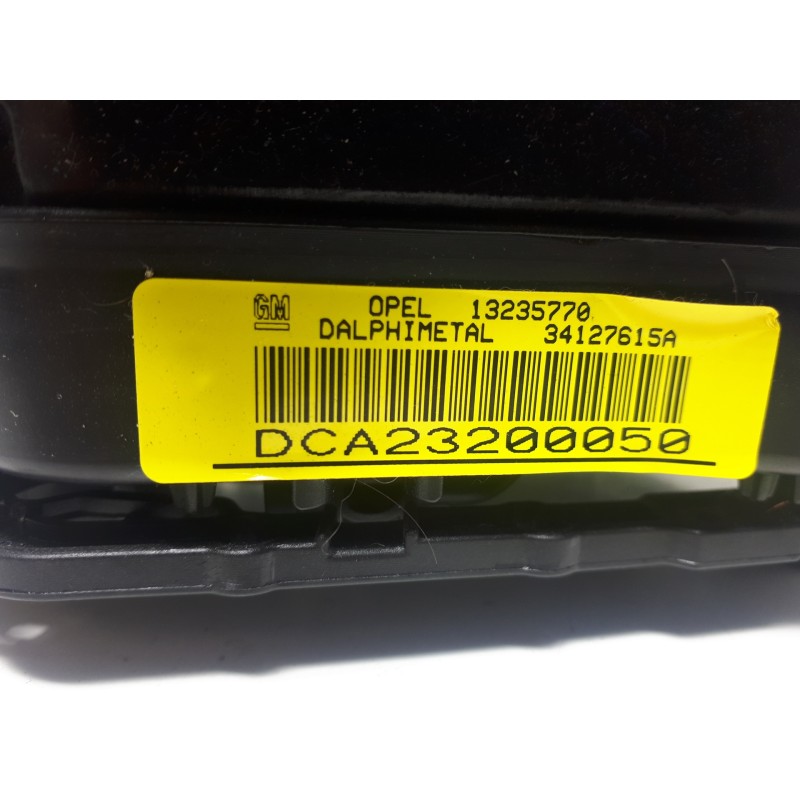 GM OPEL 13235770
DALPHIMETAL 34127615A
DCA23200050